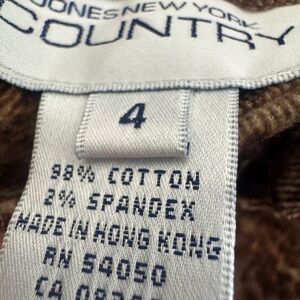 JONES NEW YORK
COUNTRY
4
98% COTTON
2% SPANDEX
MADE IN HONG KONG
RN 54050
CA